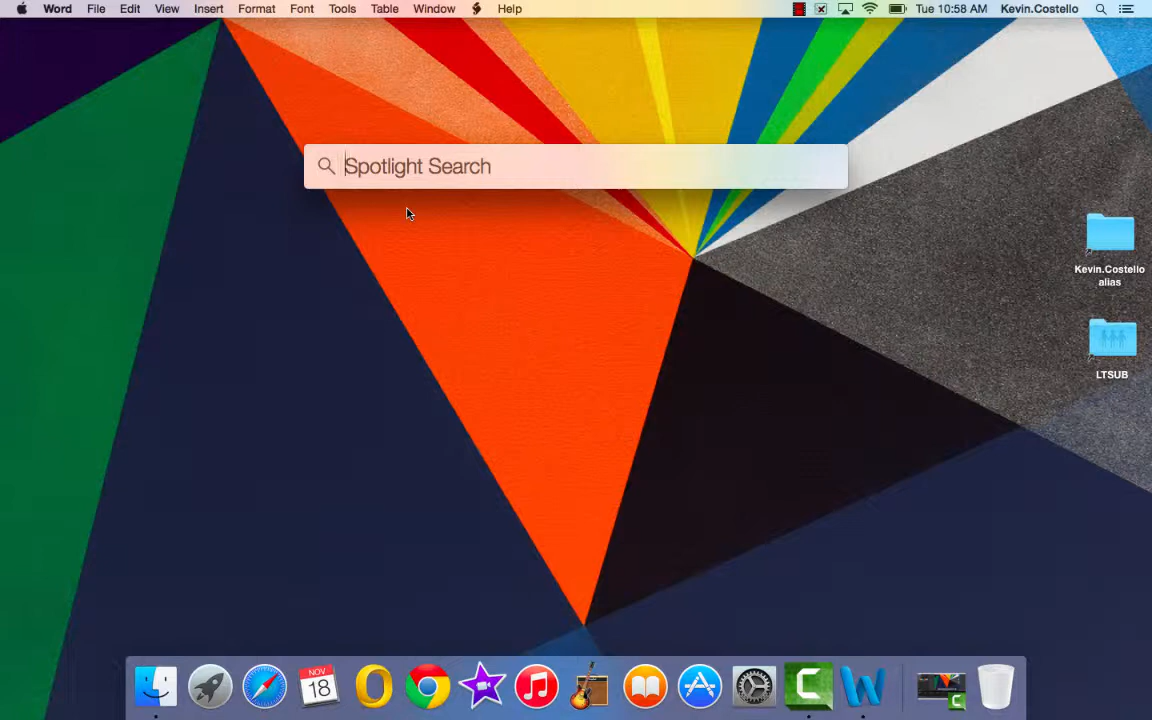 Word File Edit View Insert Format Font Tools Table Window Help Tue 10:58 AM Kevin.Costello
Spotlight Search
Kevin.Costello
alias
LTSUB
NOV
18